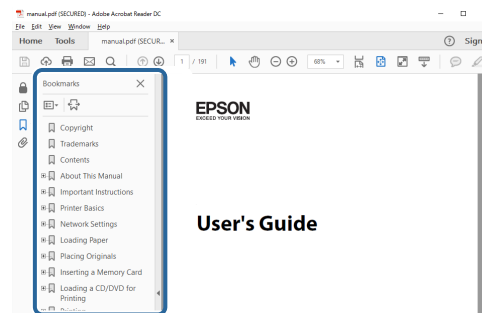 manual.pdf (SECURED) - Adobe Acrobat Reader DC
File Edit View Window Help
Home Tools manual.pdf (SECUR... ×
Sign
1 / 191 68%
Bookmarks
EPSON
EXCEED YOUR VISION
Copyright
Trademarks
Contents
About This Manual
Important Instructions
Printer Basics
Network Settings
User's Guide
Loading Paper
Placing Originals
Inserting a Memory Card
Loading a CD/DVD for
Printing
Printing